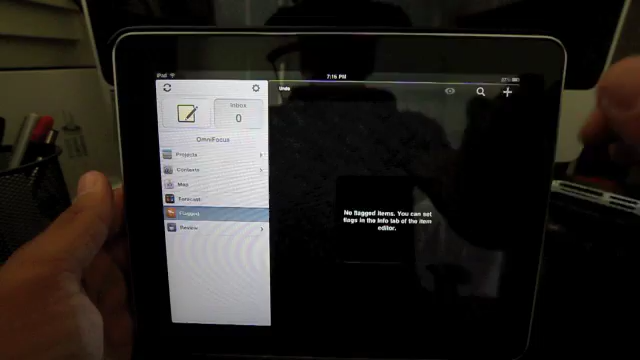 iPad
7:15 PM
Undo
Inbox
0
OmniFocus
Projects
Contexts
Map
Forecast
Flagged
Review
No flagged items. You can set
flags in the Info tab of the item
editor.